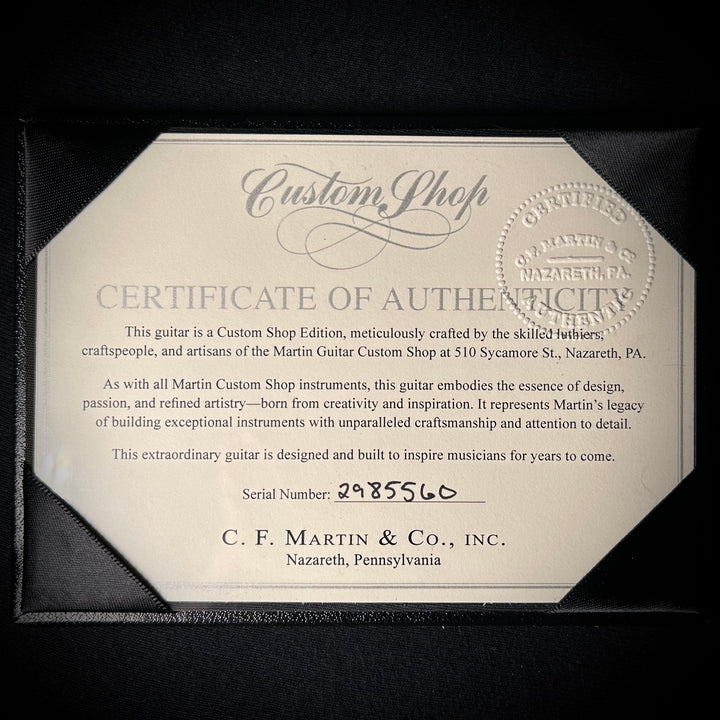 Custom Shop
CERTIFIED
C. F. MARTIN & Co
NAZARETH, PA.
AUTHENTIC
CERTIFICATE OF AUTHENTICITY
This guitar is a Custom Shop Edition, meticulously crafted by the skilled luthiers,
craftspeople, and artisans of the Martin Guitar Custom Shop at 510 Sycamore St., Nazareth, PA.
As with all Martin Custom Shop instruments, this guitar embodies the essence of design,
passion, and refined artistry—born from creativity and inspiration. It represents Martin's legacy
of building exceptional instruments with unparalleled craftsmanship and attention to detail.
This extraordinary guitar is designed and built to inspire musicians for years to come.
Serial Number: 2985560
C. F. MARTIN & CO., INC.
Nazareth, Pennsylvania